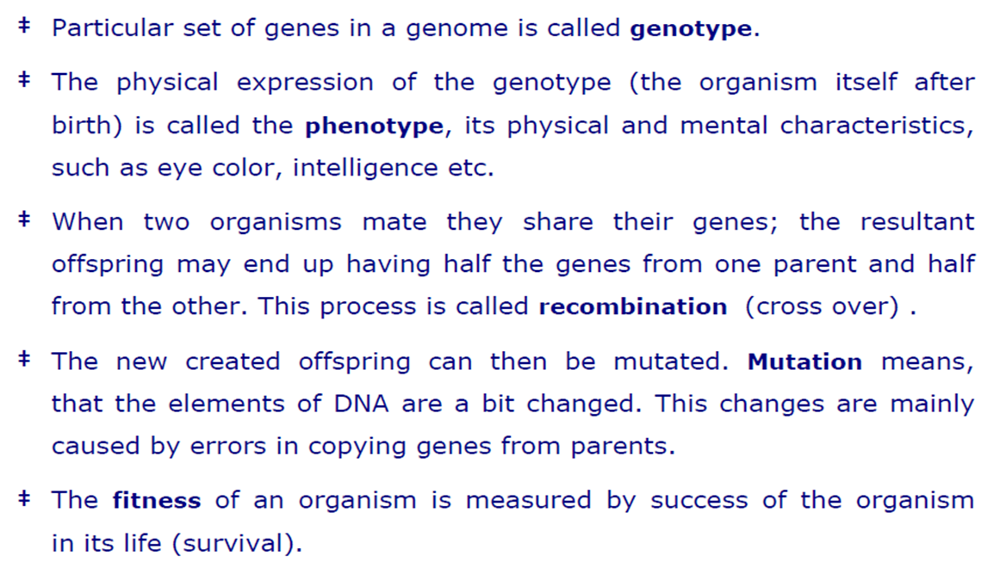 ‡ Particular set of genes in a genome is called genotype.
‡ The physical expression of the genotype (the organism itself after
birth) is called the phenotype, its physical and mental characteristics,
such as eye color, intelligence etc.
‡ When two organisms mate they share their genes; the resultant
offspring may end up having half the genes from one parent and half
from the other. This process is called recombination (cross over) .
‡ The new created offspring can then be mutated. Mutation means,
that the elements of DNA are a bit changed. This changes are mainly
caused by errors in copying genes from parents.
‡ The fitness of an organism is measured by success of the organism
in its life (survival).